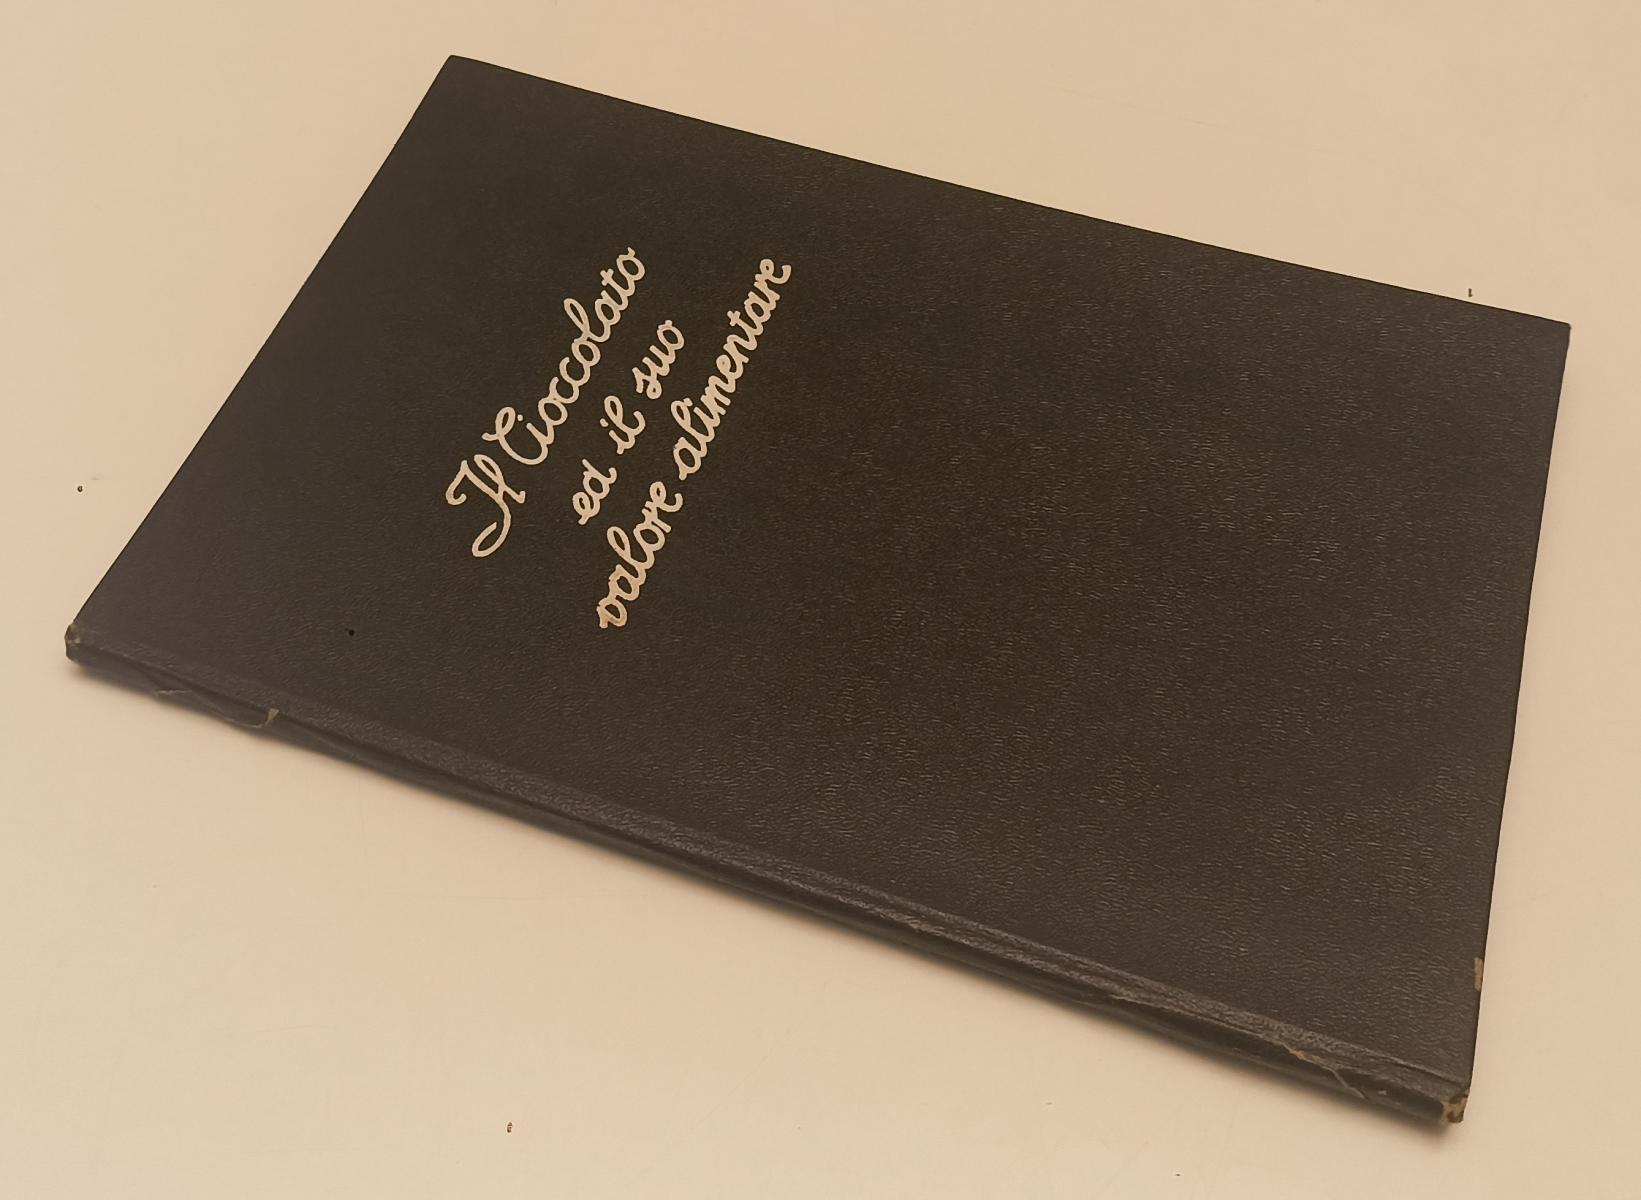 Il Cioccolato
ed il suo
valore alimentare